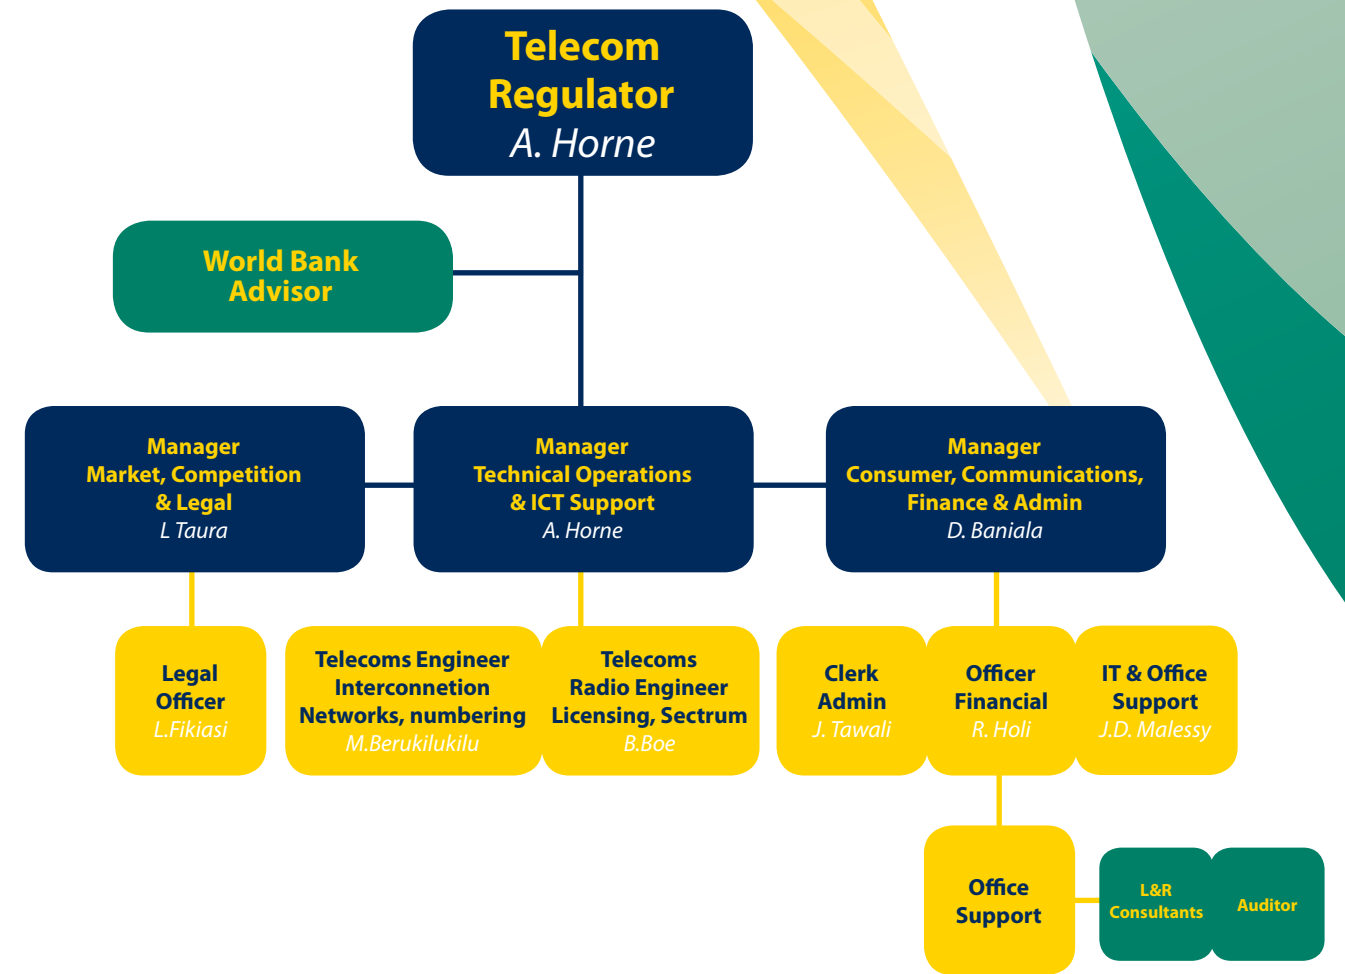 Telecom
Regulator
A. Horne
World Bank
Advisor
Manager
Market, Competition
& Legal
L Taura
Manager
Technical Operations
& ICT Support
A. Horne
Manager
Consumer, Communications,
Finance & Admin
D. Baniala
Legal
Officer
L.Fikiasi
Telecoms Engineer
Interconnetion
Networks, numbering
M.Berukilukilu
Telecoms
Radio Engineer
Licensing, Sectrum
B.Boe
Clerk
Admin
J. Tawali
Officer
Financial
R. Holi
IT & Office
Support
J.D. Malessy
Office
Support
L&R
Consultants
Auditor